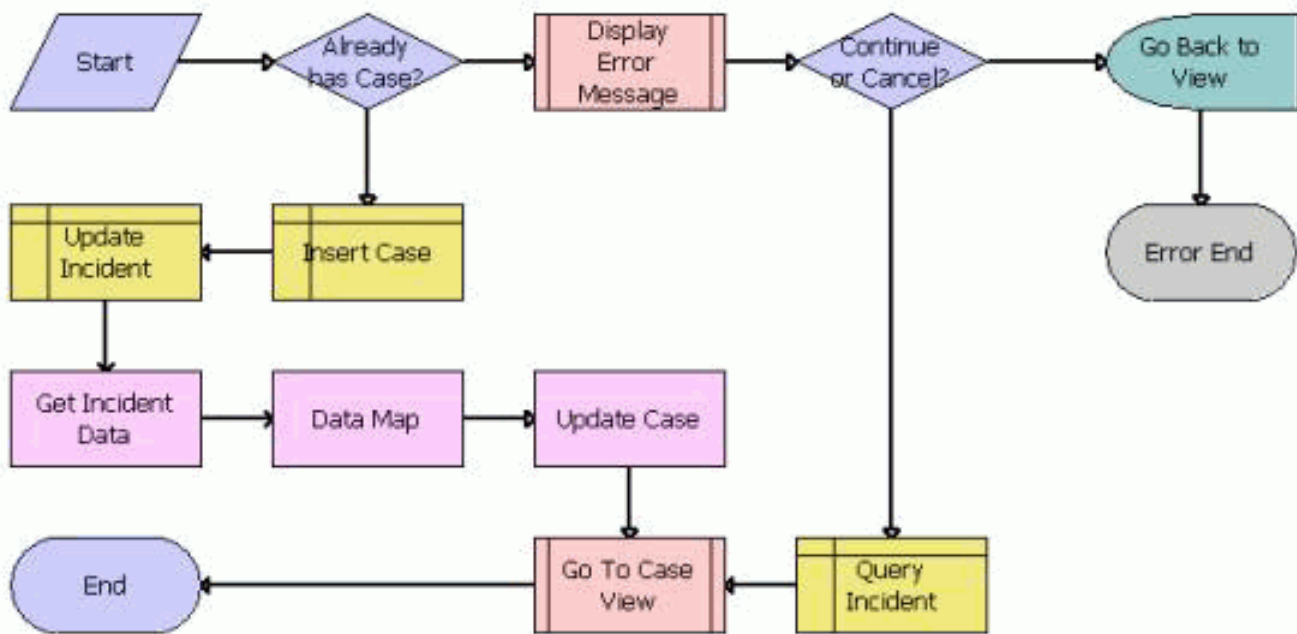 Start
Already
has Case?
Display
Error
Message
Continue
or Cancel?
Go Back to
View
Update
Incident
Insert Case
Error End
Get Incident
Data
Data Map
Update Case
End
Go To Case
View
Query
Incident